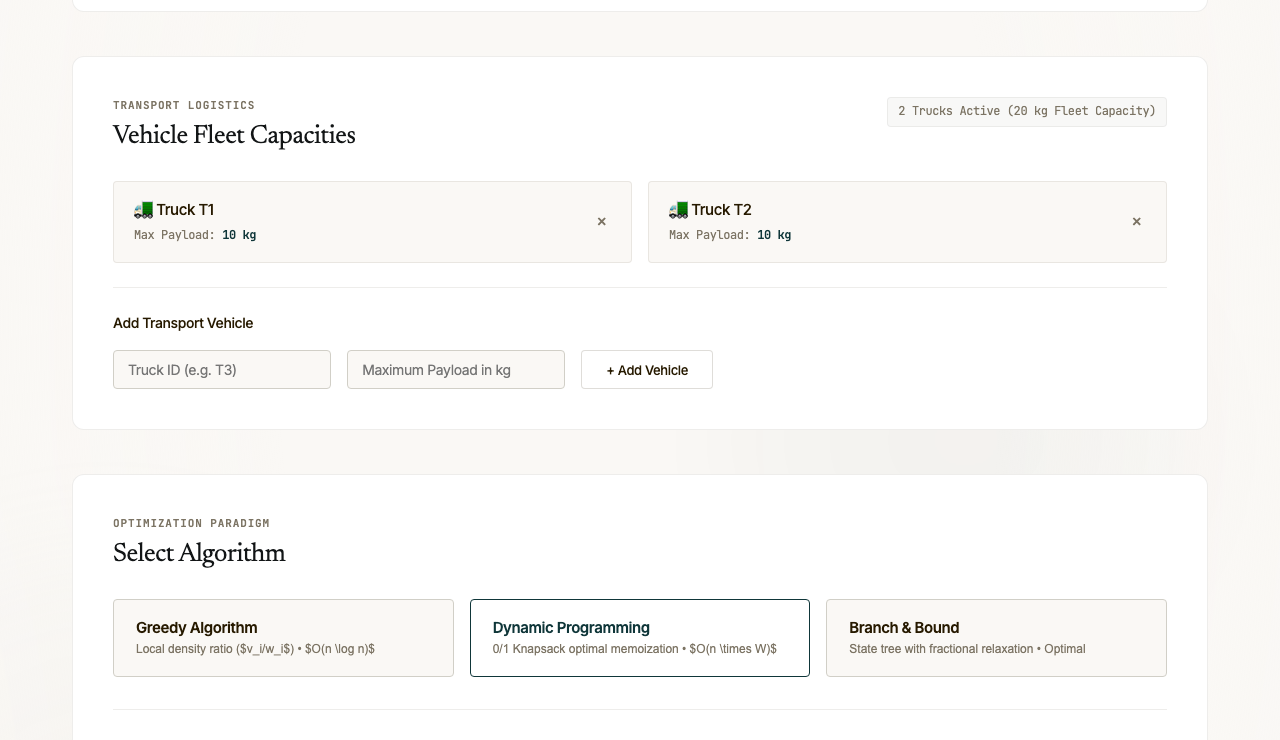 TRANSPORT LOGISTICS
Vehicle Fleet Capacities
2 Trucks Active (20 kg Fleet Capacity)
Truck T1
Max Payload: 10 kg
×
Truck T2
Max Payload: 10 kg
×
Add Transport Vehicle
Truck ID (e.g. T3)
Maximum Payload in kg
+ Add Vehicle
OPTIMIZATION PARADIGM
Select Algorithm
Greedy Algorithm
Local density ratio ($v_i/w_i$) • $O(n \log n)$
Dynamic Programming
0/1 Knapsack optimal memoization • $O(n \times W)$
Branch & Bound
State tree with fractional relaxation • Optimal